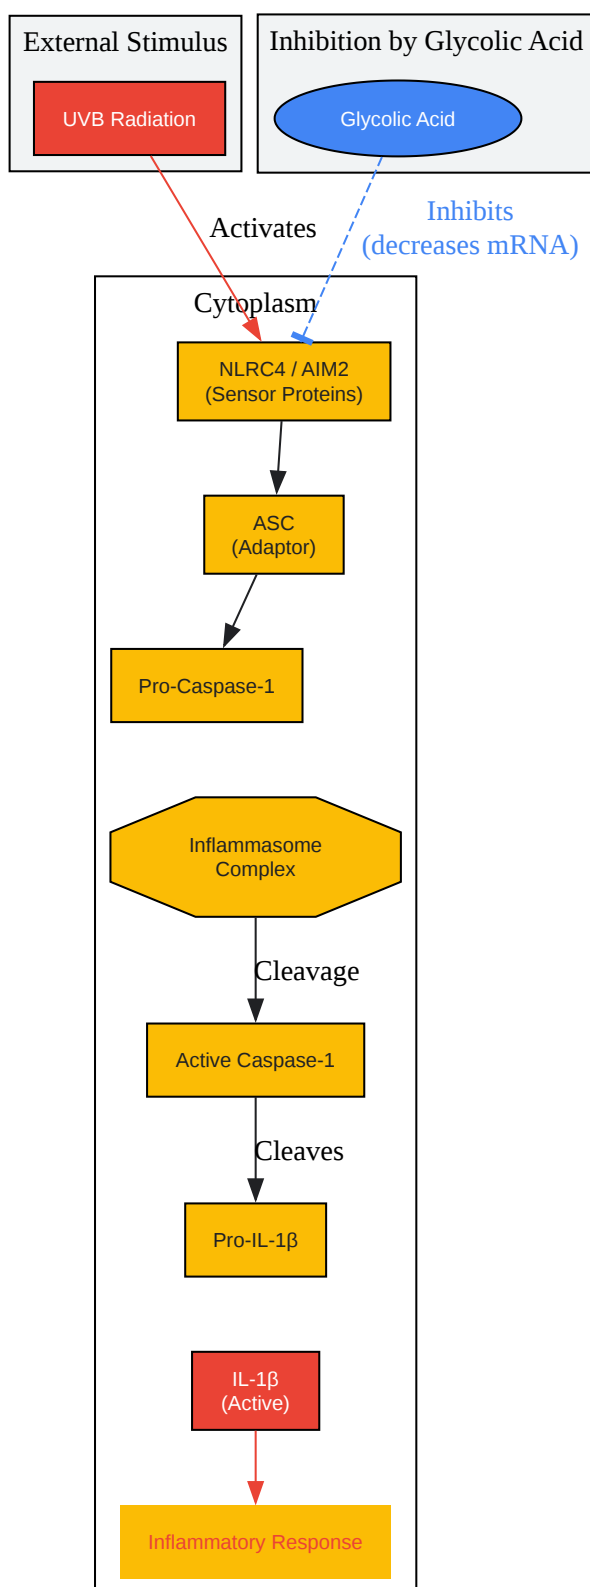 External Stimulus
UVB Radiation
Inhibition by Glycolic Acid
Glycolic Acid
Activates
Inhibits
(decreases mRNA)
Cytoplasm
NLRC4 / AIM2
(Sensor Proteins)
ASC
(Adaptor)
Pro-Caspase-1
Inflammasome
Complex
Cleavage
Active Caspase-1
Cleaves
Pro-IL-1β
IL-1β
(Active)
Inflammatory Response